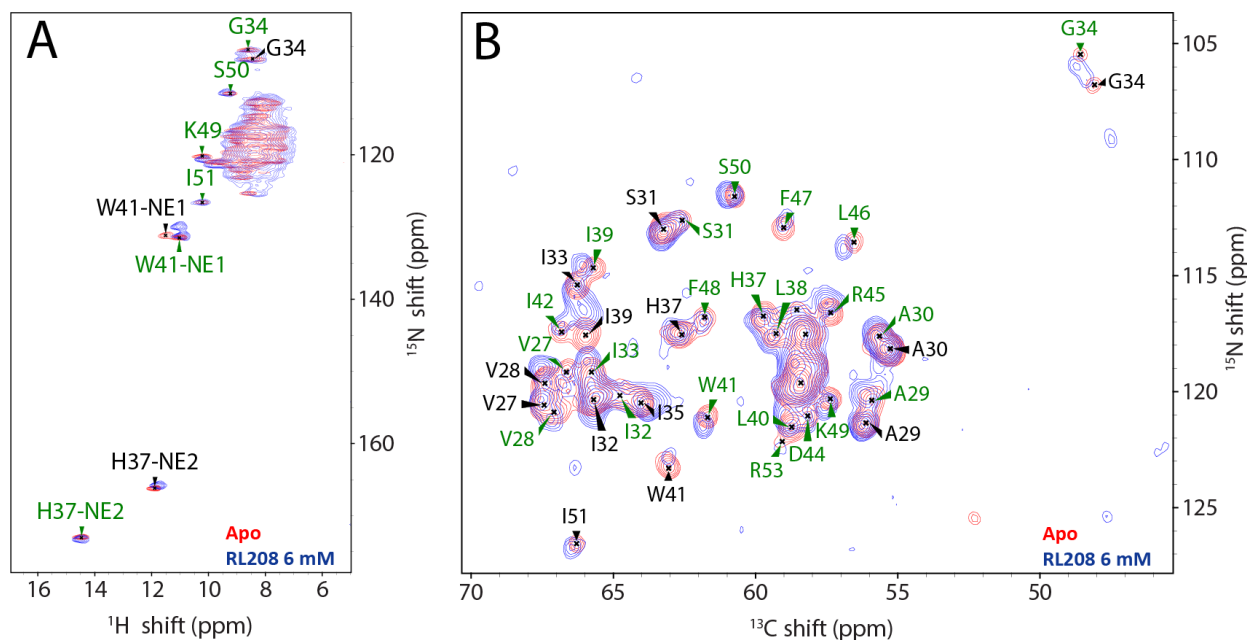 A
G34
G34
S50
K49
I51
W41-NE1
W41-NE1
H37-NE2
H37-NE2
Apo
RL208 6 mM
120
140
160
15N shift (ppm)
16 14 12 10 8 6
1H shift (ppm)
B
G34
G34
S50
F47
L46
S31
S31
I39
I33
I42
H37
F48
H37
L38
R45
I39
A30
A30
V27
I33
V28
W41
A29
V27
I35
L40
K49
V28
I32
I32
D44
A29
R53
W41
I51
Apo
RL208 6 mM
105
110
115
120
125
15N shift (ppm)
70 60 50
13C shift (ppm)